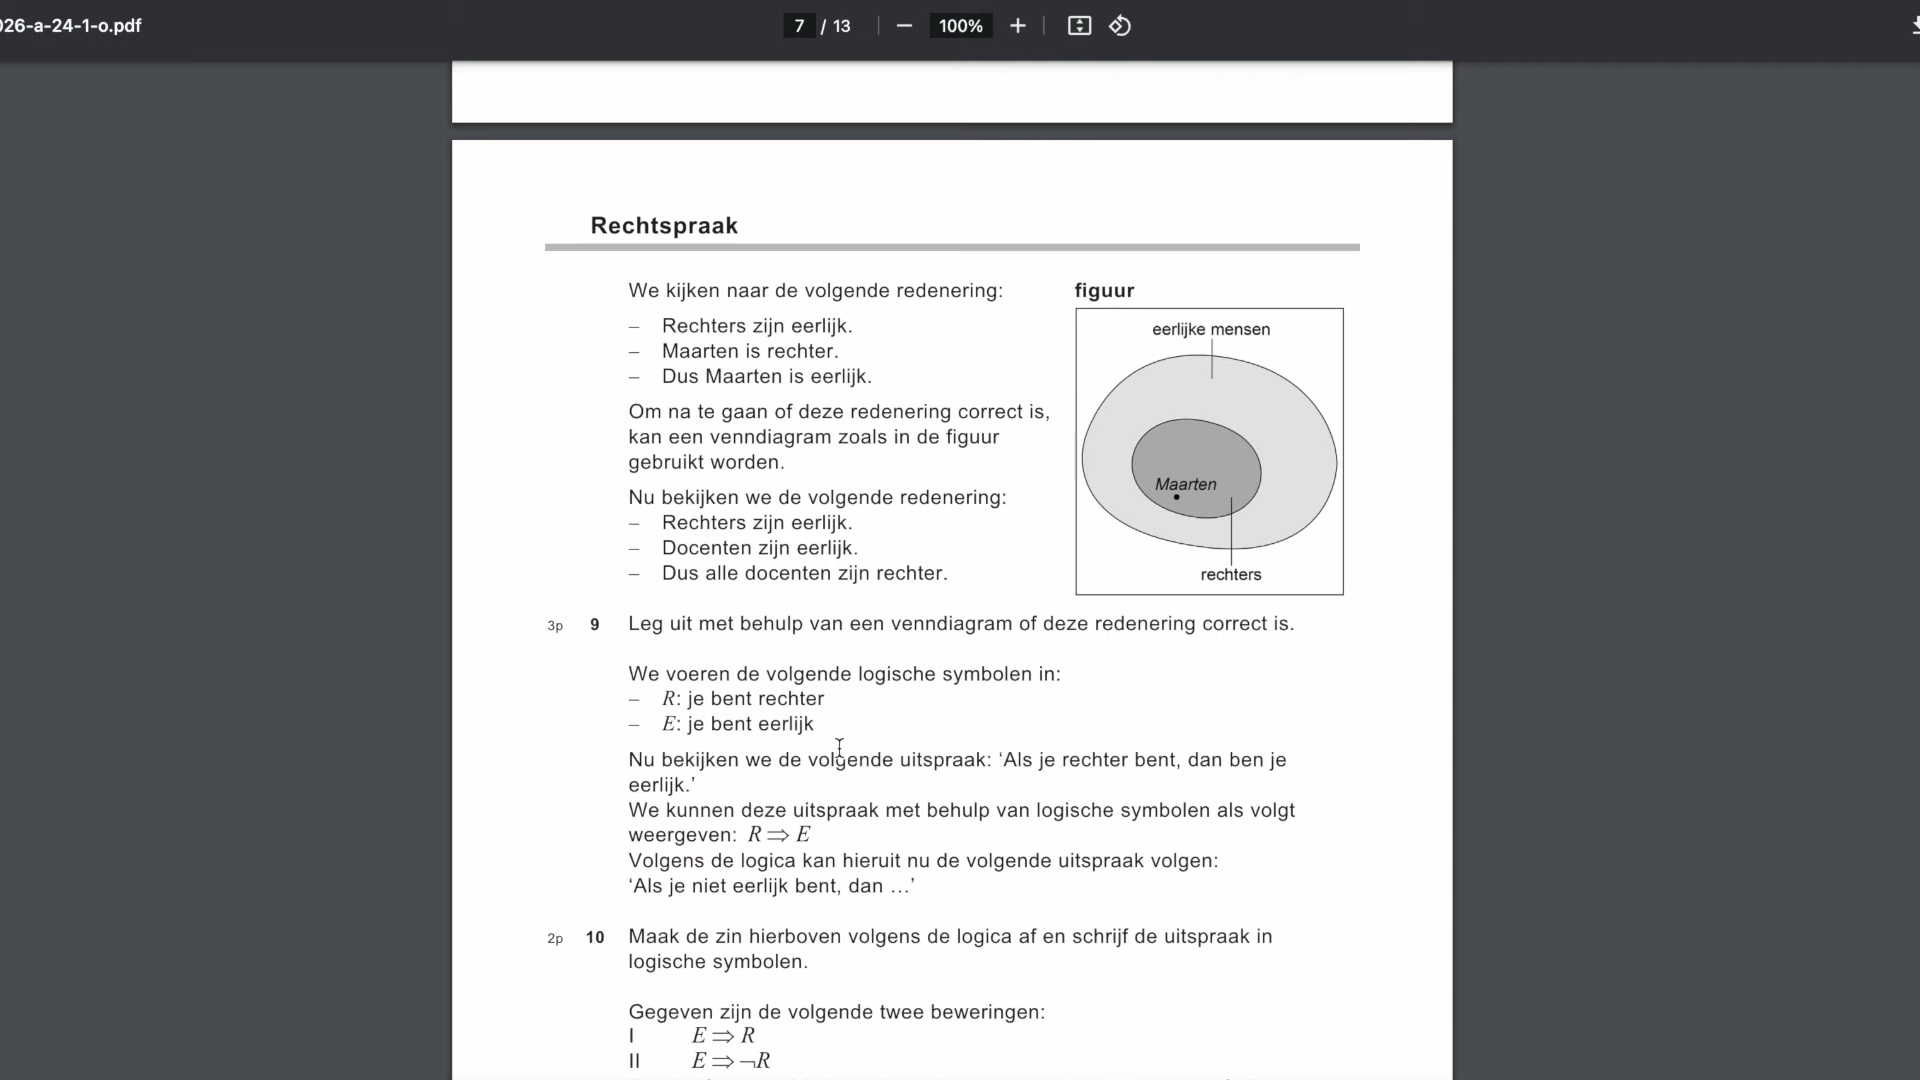 026-a-24-1-o.pdf
7 / 13
100%
Rechtspraak
We kijken naar de volgende redenering:
– Rechters zijn eerlijk.
– Maarten is rechter.
– Dus Maarten is eerlijk.
Om na te gaan of deze redenering correct is,
kan een venndiagram zoals in de figuur
gebruikt worden.
Nu bekijken we de volgende redenering:
– Rechters zijn eerlijk.
– Docenten zijn eerlijk.
– Dus alle docenten zijn rechter.
figuur
eerlijke mensen
Maarten
rechters
3p 9 Leg uit met behulp van een venndiagram of deze redenering correct is.
We voeren de volgende logische symbolen in:
– R: je bent rechter
– E: je bent eerlijk
Nu bekijken we de volgende uitspraak: ‘Als je rechter bent, dan ben je
eerlijk.’
We kunnen deze uitspraak met behulp van logische symbolen als volgt
weergeven: R ⇒ E
Volgens de logica kan hieruit nu de volgende uitspraak volgen:
‘Als je niet eerlijk bent, dan …’
2p 10 Maak de zin hierboven volgens de logica af en schrijf de uitspraak in
logische symbolen.
Gegeven zijn de volgende twee beweringen:
I E ⇒ R
II E ⇒ ¬R